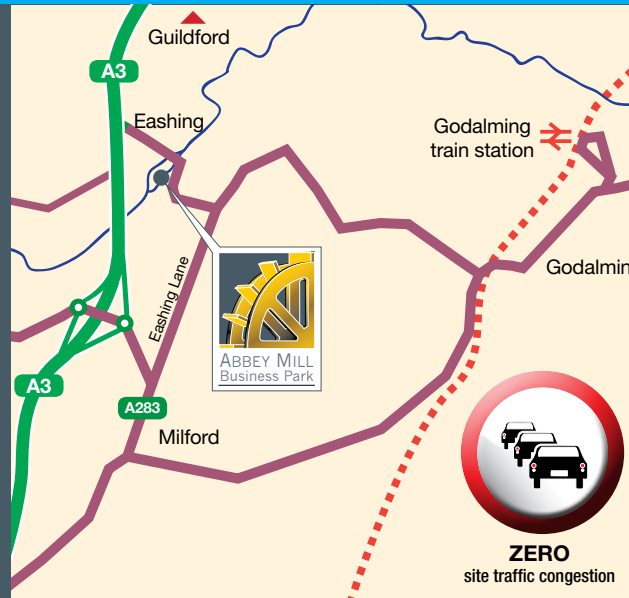 Guildford
A3
Eashing
Godalming
train station
Eashing Lane
Godalmin
ABBEY MILL
Business Park
A3
A283
Milford
ZERO
site traffic congestion